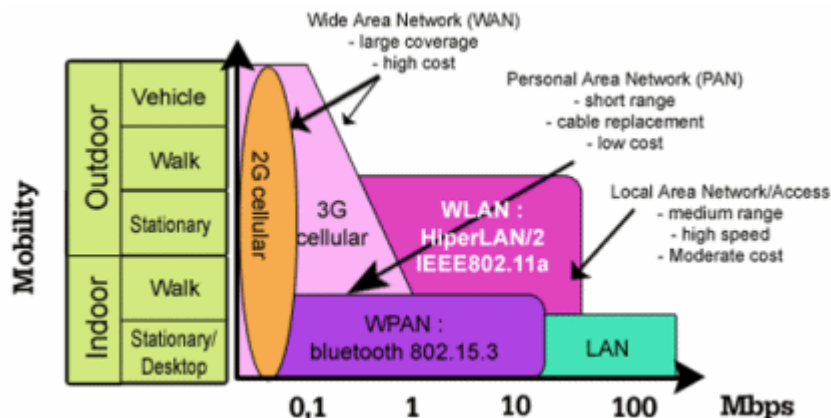 Wide Area Network (WAN)
- large coverage
- high cost
Personal Area Network (PAN)
- short range
- cable replacement
- low cost
Local Area Network/Access
- medium range
- high speed
- Moderate cost
Mobility
Outdoor
Vehicle
Walk
Stationary
Indoor
Walk
Stationary/
Desktop
2G cellular
3G
cellular
WLAN :
HiperLAN/2
IEEE802.11a
WPAN :
bluetooth 802.15.3
LAN
0,1 1 10 100 Mbps